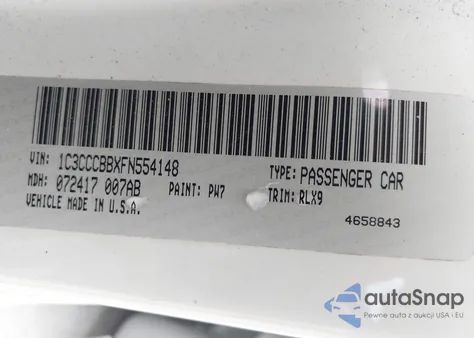 VIN: 1C3CCCBBXFN554148 TYPE: PASSENGER CAR
MDH: 072417 007AB PAINT: PW7 TRIM: RLX9
VEHICLE MADE IN U.S.A. 4658843
autoSnap
Pewne auta z aukcji USA i EU